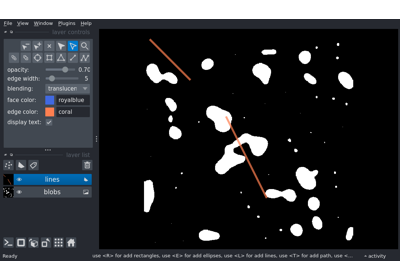 File View Window Plugins Help
layer controls
opacity: 0.70
edge width: 5
blending: translucen
face color: royalblue
edge color: coral
display text:
layer list
lines
blobs
Ready use <R> for add rectangles, use <E> for add ellipses, use <L> for add lines, use <T> for add path, use <... activity